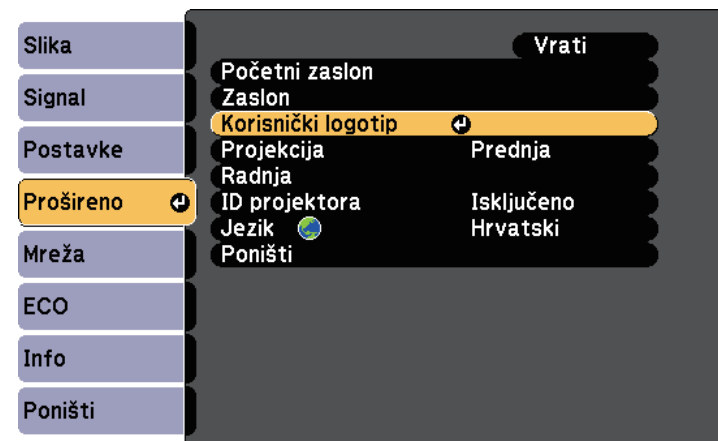 Slika
Signal
Postavke
Prošireno
Mreža
ECO
Info
Poništi
Vrati
Početni zaslon
Zaslon
Korisnički logotip
Projekcija Prednja
Radnja
ID projektora Isključeno
Jezik Hrvatski
Poništi